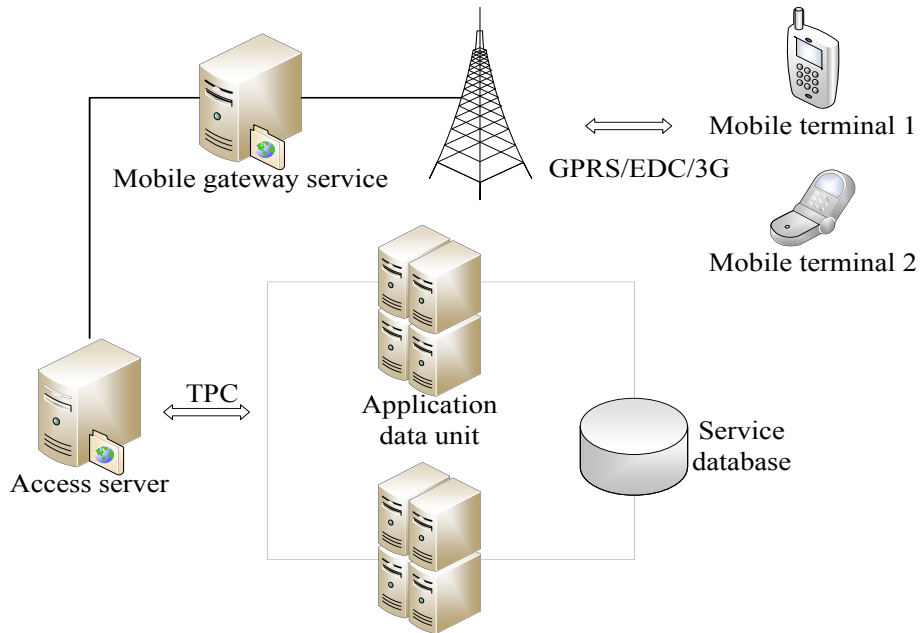 Mobile terminal 1
Mobile gateway service
GPRS/EDC/3G
Mobile terminal 2
TPC
Application
data unit
Service
database
Access server